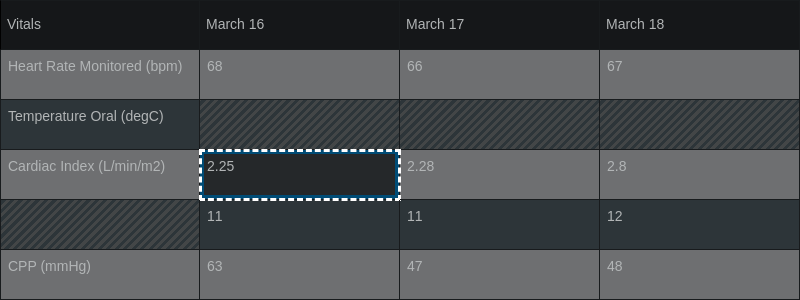 Vitals March 16 March 17 March 18
Heart Rate Monitored (bpm) 68 66 67
Temperature Oral (degC)
Cardiac Index (L/min/m2) 2.25 2.28 2.8
11 11 12
CPP (mmHg) 63 47 48